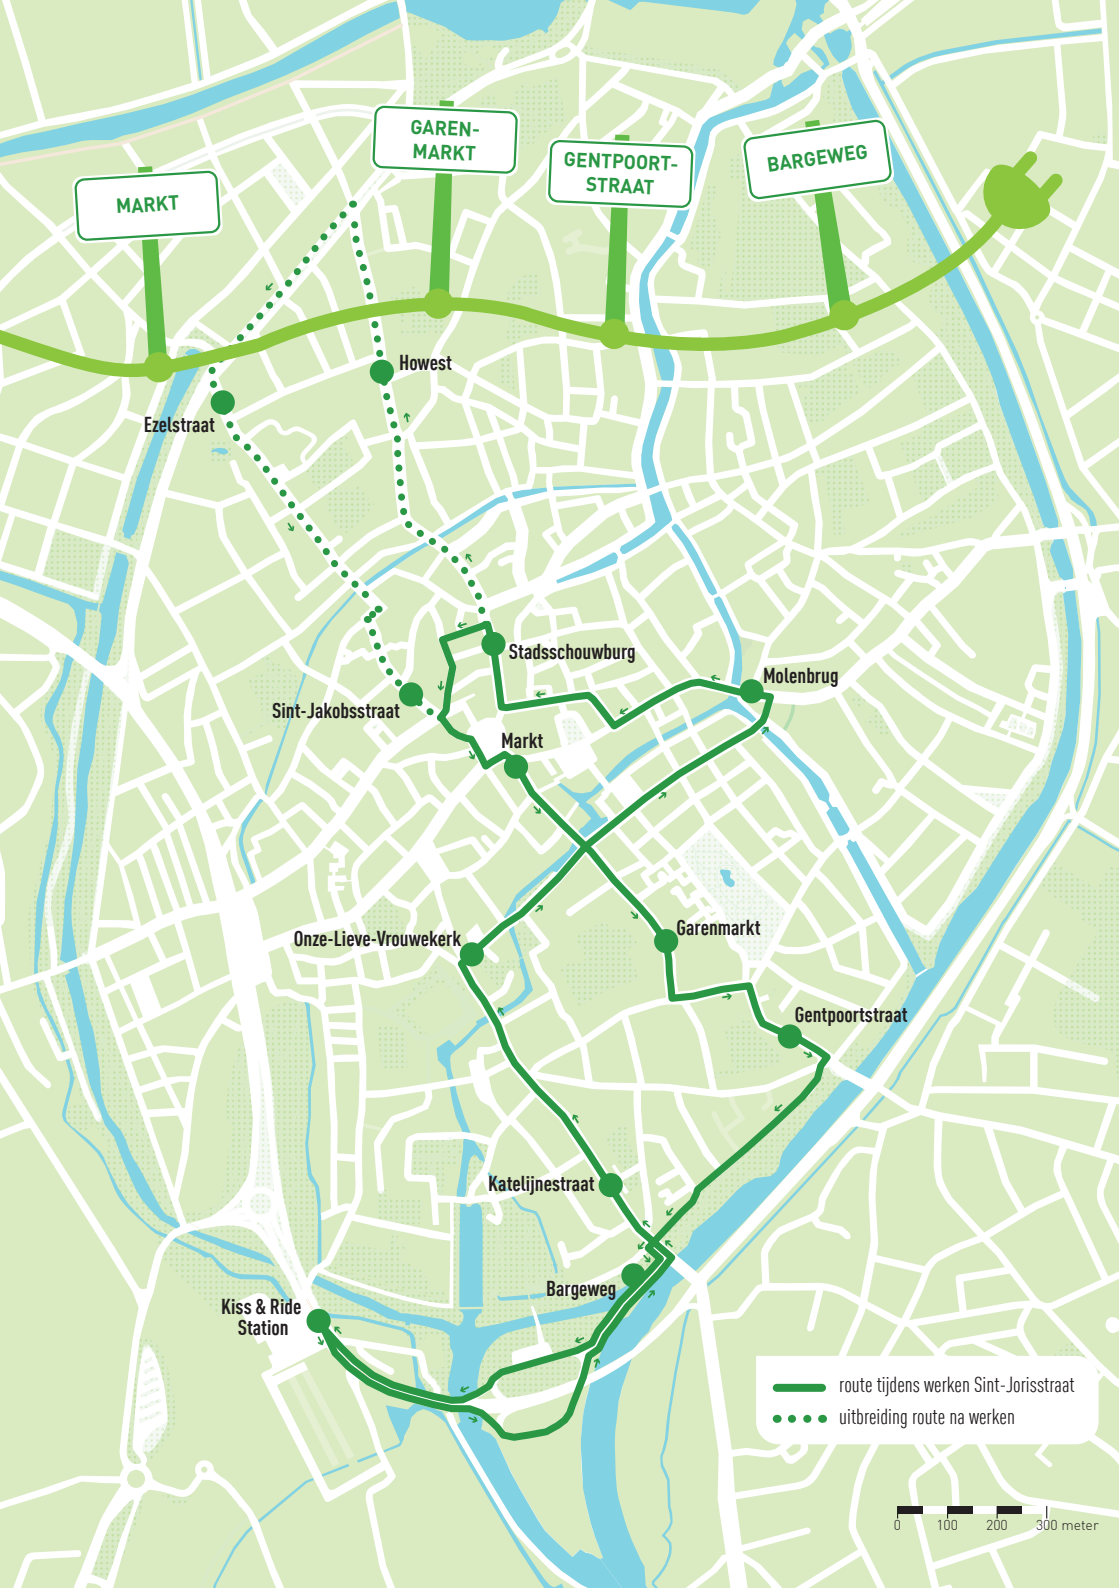 GAREN-
MARKT
GENTPOORT-
STRAAT
BARGEWEG
MARKT
Howest
Ezelstraat
Stadsschouwburg
Molenbrug
Sint-Jakobsstraat
Markt
Garenmarkt
Onze-Lieve-Vrouwekerk
Gentpoortstraat
Katelijnestraat
Bargeweg
Kiss & Ride
Station
route tijdens werken Sint-Jorisstraat
uitbreiding route na werken
0 100 200 300 meter